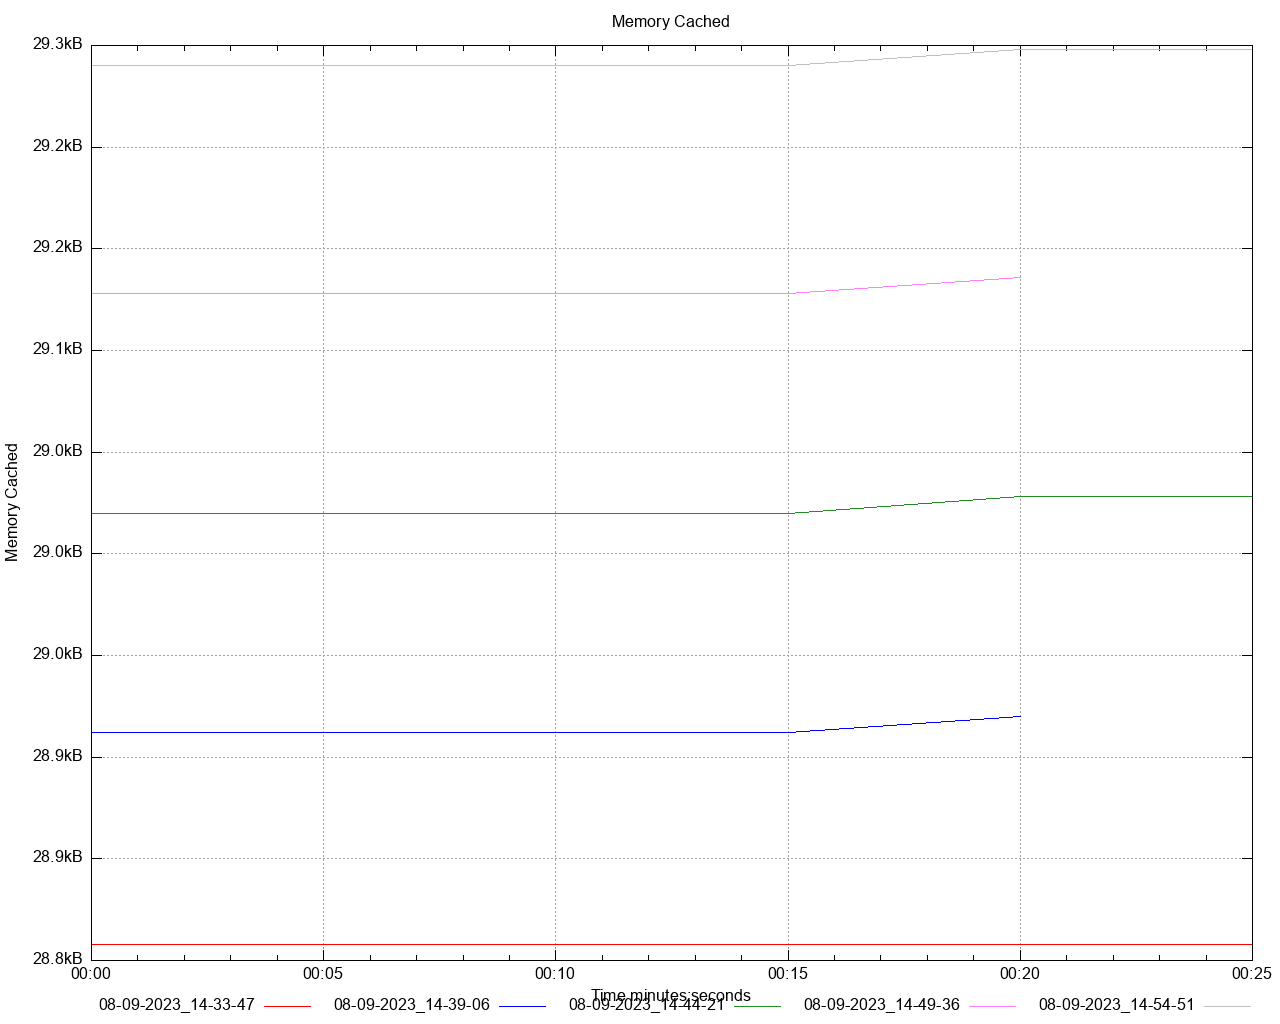 Memory Cached
29.3kB
29.2kB
29.2kB
29.1kB
29.0kB
29.0kB
29.0kB
28.9kB
28.9kB
28.8kB
Memory Cached
00:00 00:05 00:10 00:15 00:20 00:25
Time minutes:seconds
08-09-2023_14-33-47 08-09-2023_14-39-06 08-09-2023_14-44-21 08-09-2023_14-49-36 08-09-2023_14-54-51